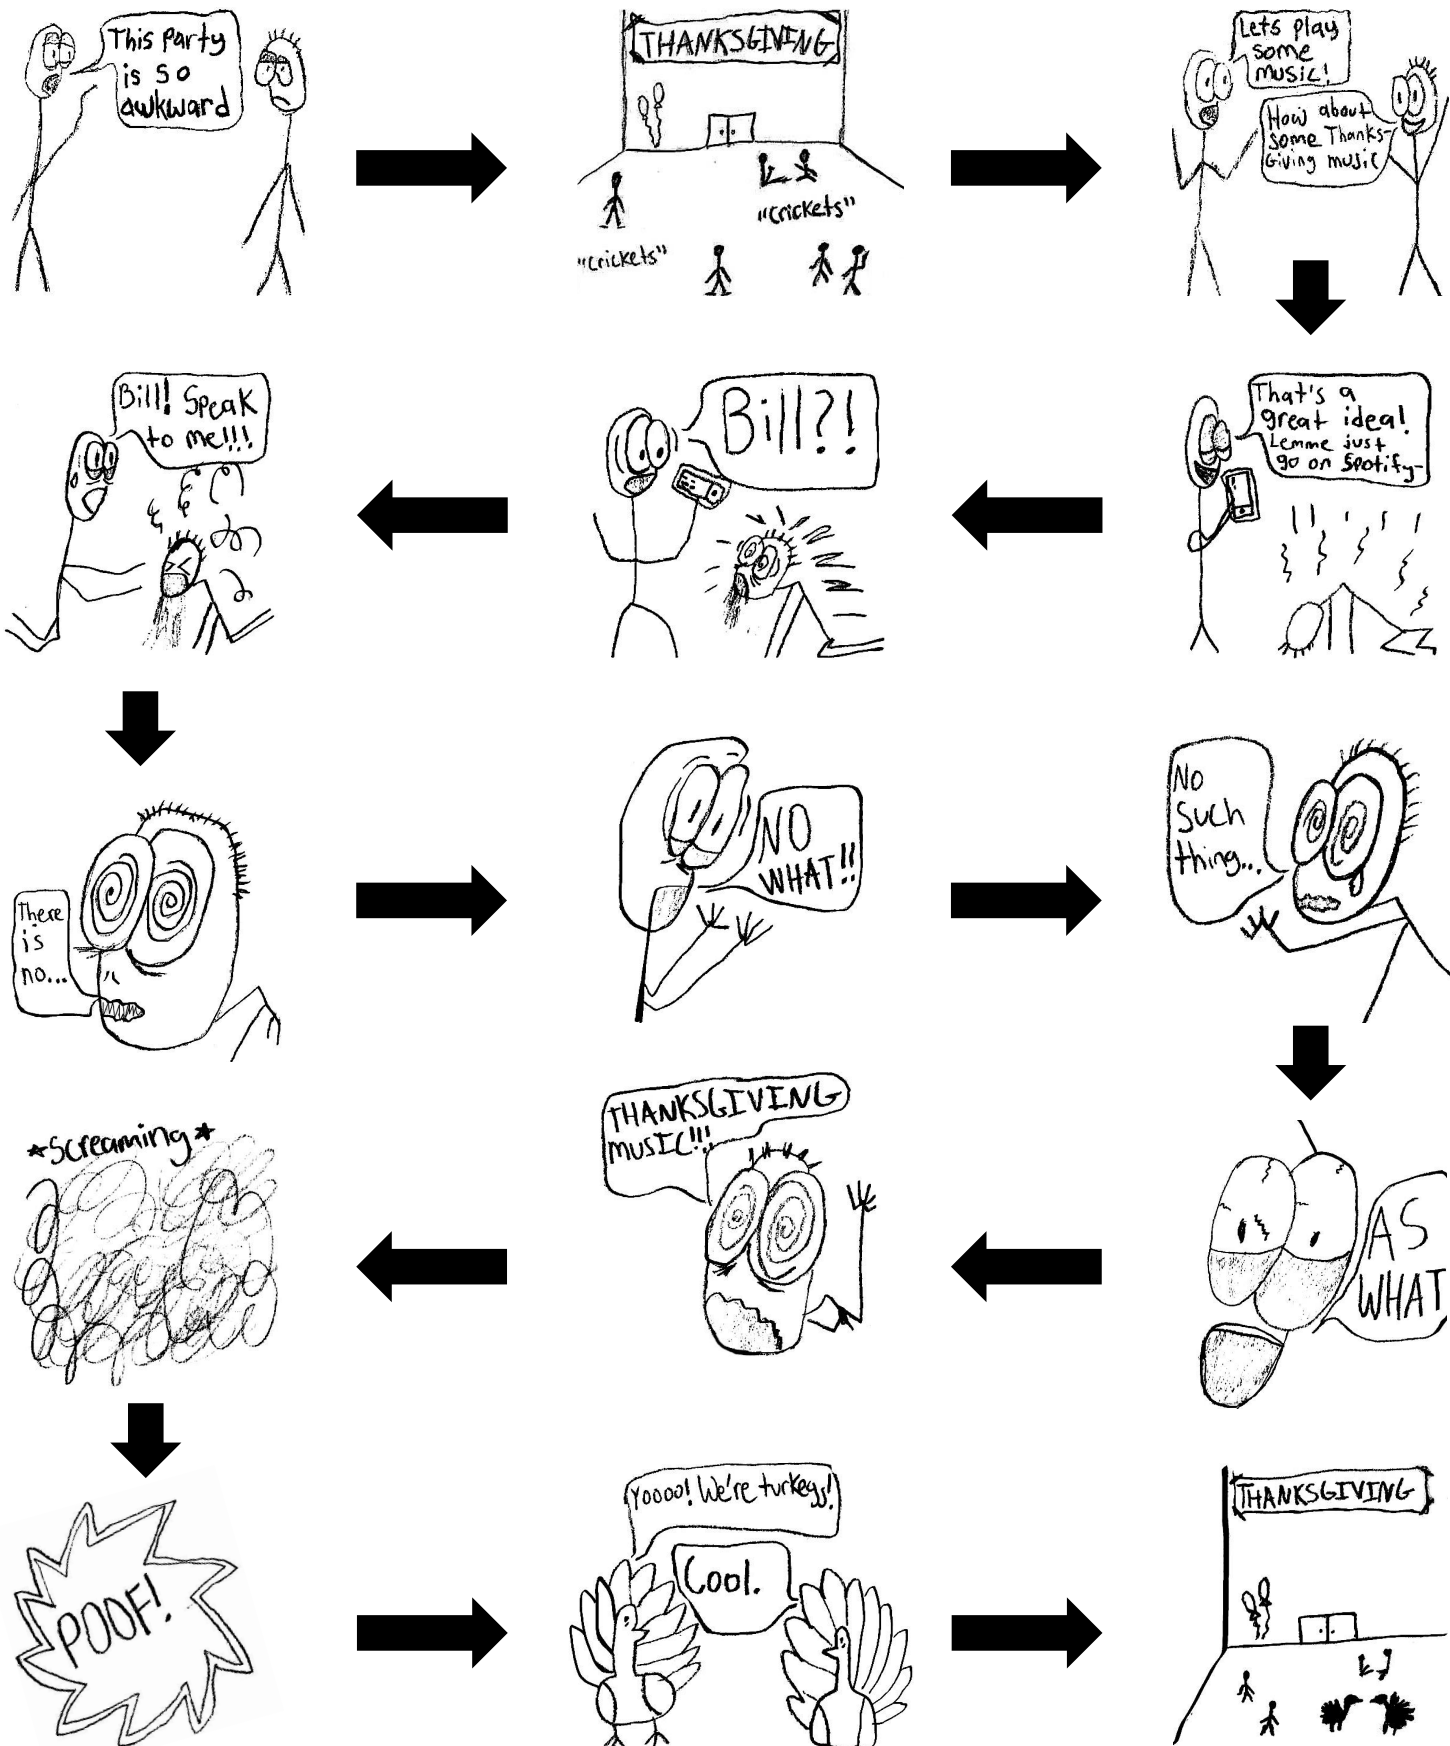 This party
is so
awkward
THANKSGIVING
"crickets"
"crickets"
Lets play
some
music!
How about
some Thanks-
Giving music
That's a
great idea!
Lemme just
go on Spotify-
Bill?!
Bill! Speak
to me!!!
There
is
no...
NO
WHAT!!
No
Such
thing...
AS
WHAT
THANKSGIVING
MUSIC!!!
*Screaming*
POOF!
Yoooo! We're turkeys!
Cool.
THANKSGIVING